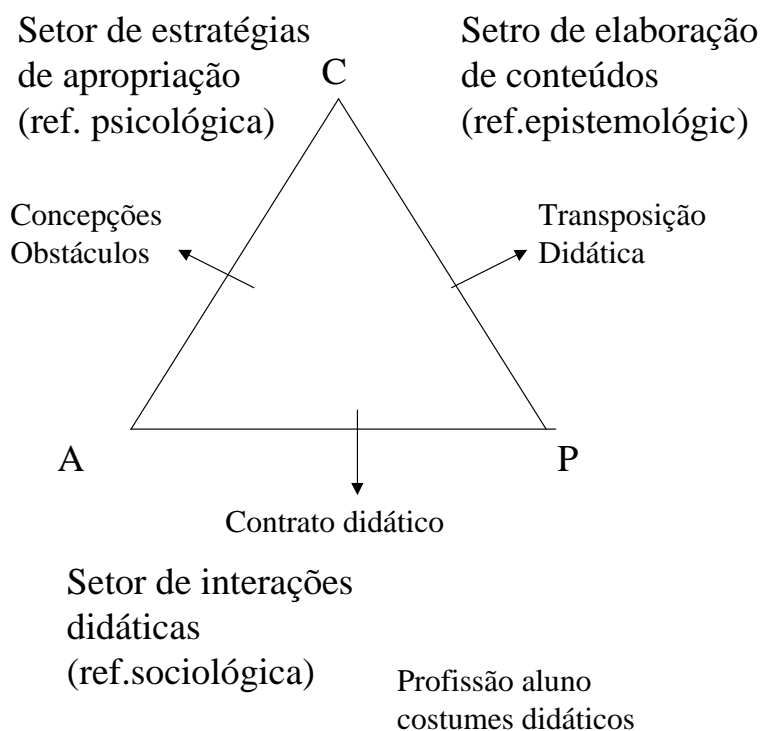 Setor de estratégias
de apropriação
(ref. psicológica)
C
Setro de elaboração
de conteúdos
(ref.epistemológic)
Concepções
Obstáculos
Transposição
Didática
A
P
Contrato didático
Setor de interações
didáticas
(ref.sociológica)
Profissão aluno
costumes didáticos